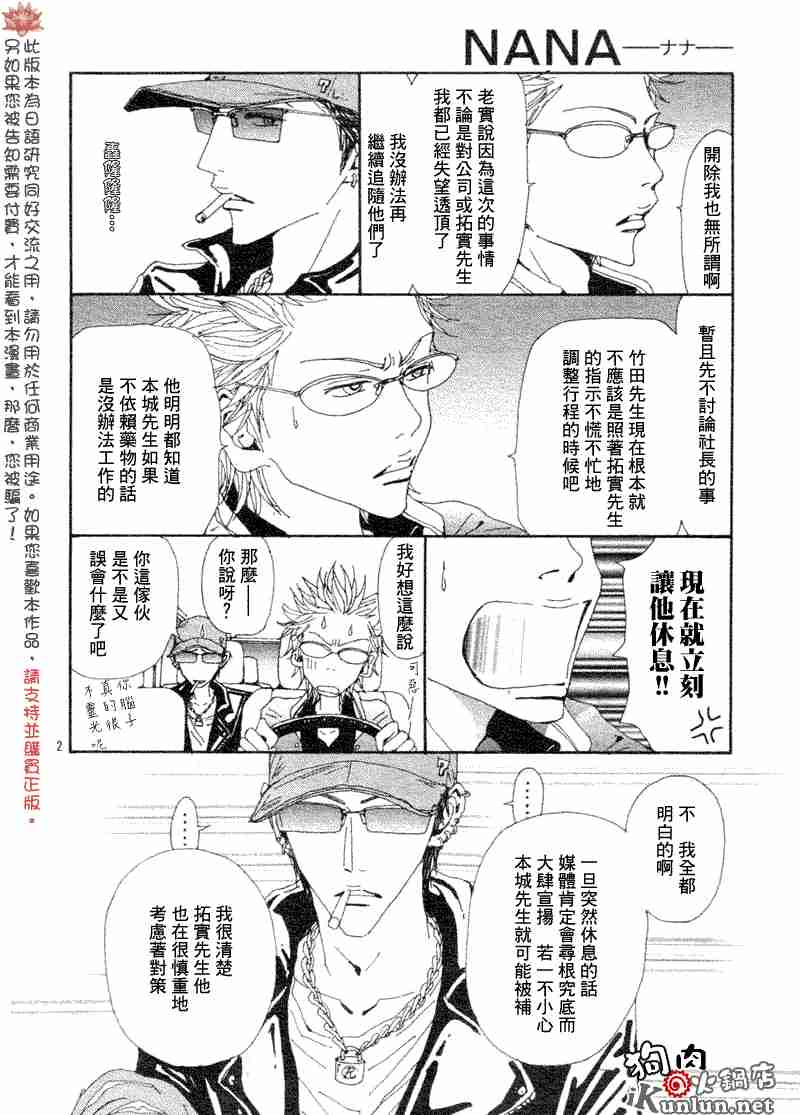 NANA——ナナ——
開除我也無所謂啊
老實說因為這次的事情
不論是對公司或拓實先生
我都已經失望透頂了
我沒辦法再
繼續追隨他們了
暫且先不討論社長的事
竹田先生現在根本就
不應該是照著拓實先生
的指示不慌不忙地
調整行程的時候吧
他明明都知道
本城先生如果
不依賴藥物的話
是沒辦法工作的
現在就立刻
讓他休息!!
我好想這麼說
可惡
那麼——
你說呀?
你這傢伙
是不是又
誤會什麼了吧
你腦子
真的很
不靈光呢
2
不 我全都
明白的啊
一旦突然休息的話
媒體肯定會尋根究底而
大肆宣揚 若一不小心
本城先生就可能被補
……
……
我很清楚
拓實先生他
也在很慎重地
考慮著對策
此版本為日語研究同好交流之用，請勿用於任何商業用途。如果您喜歡本作品，請支持並購買正版。
另如果您被告知需要付費，才能看到本漫畫，那麼，您被騙了！
狗肉火鍋店
iKunlun.net